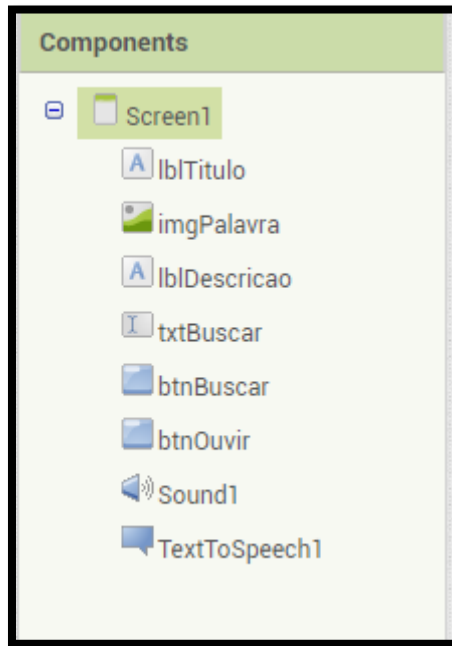 Components
Screen1
lblTitulo
imgPalavra
lblDescricao
txtBuscar
btnBuscar
btnOuvir
Sound1
TextToSpeech1